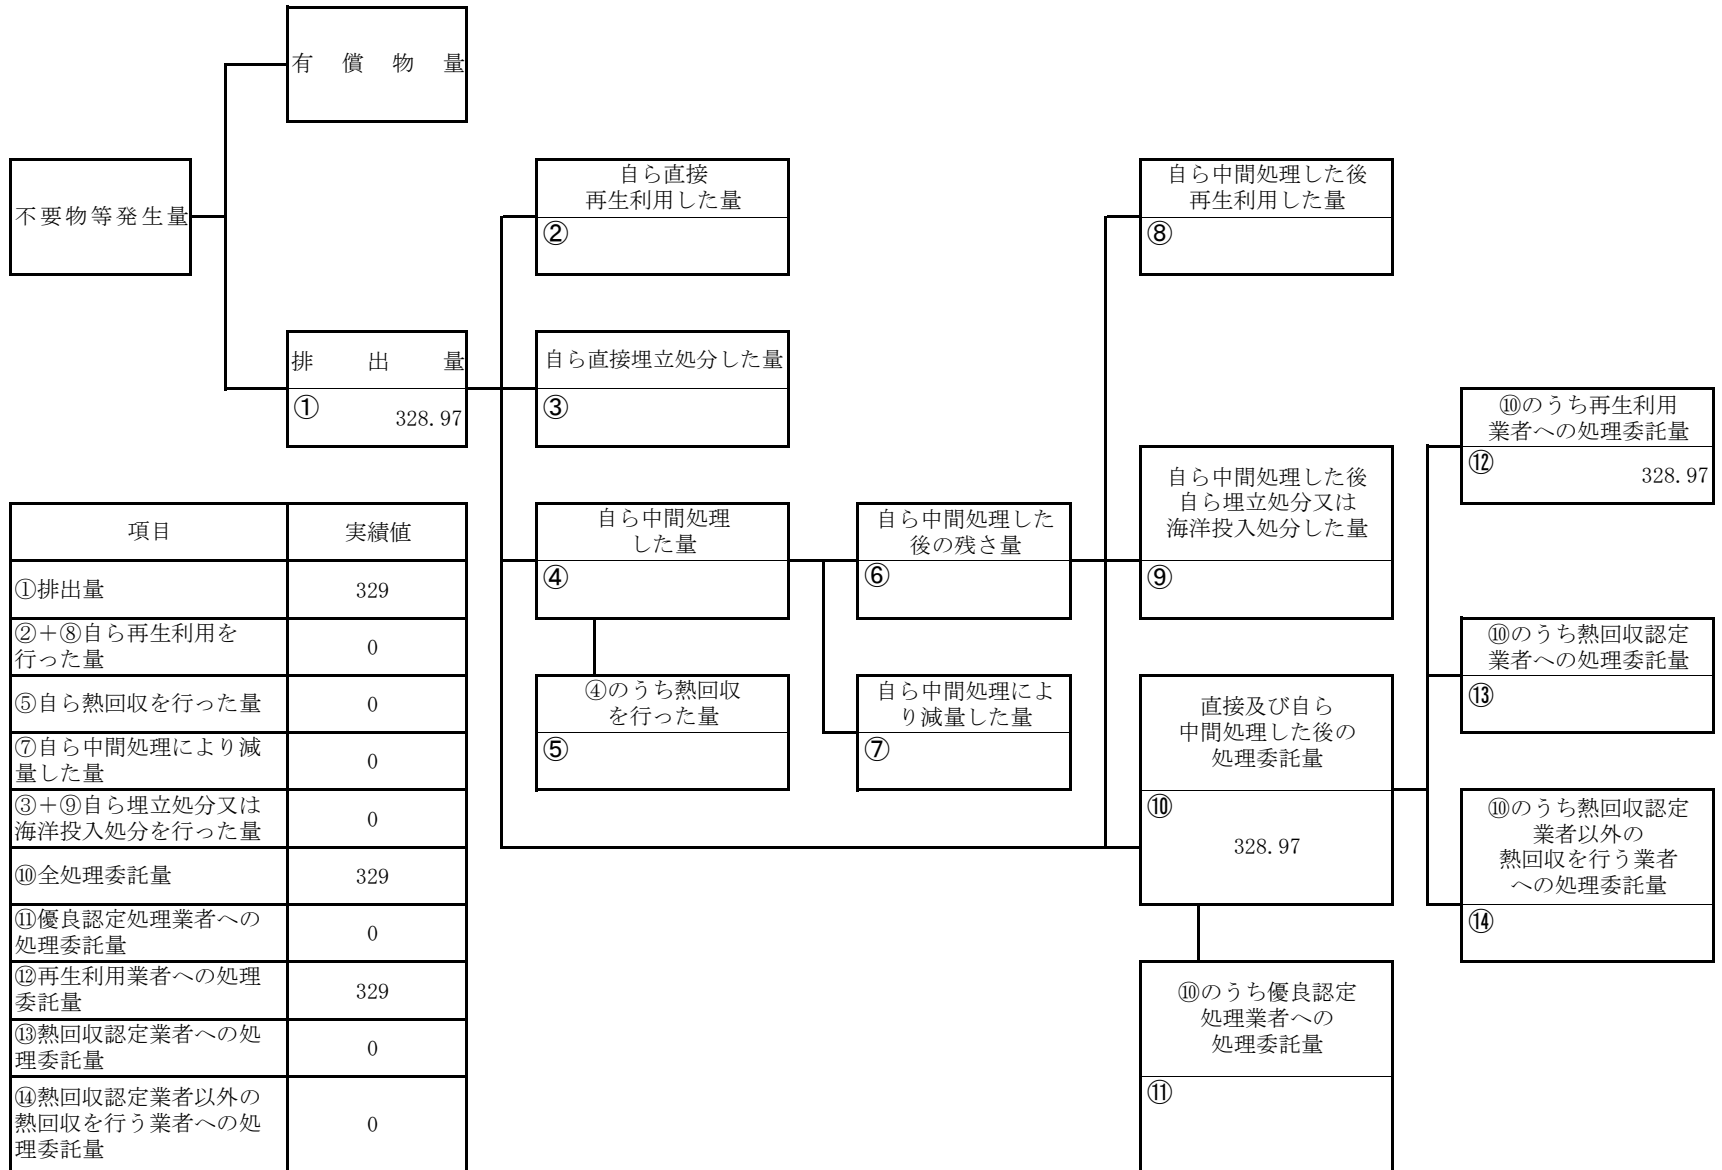 有償物量
不要物等発生量
排出量
①
328.97
自ら直接
再生利用した量
②
自ら直接埋立処分した量
③
自ら中間処理
した量
④
④のうち熱回収
を行った量
⑤
自ら中間処理した
後の残さ量
⑥
自ら中間処理によ
り減量した量
⑦
自ら中間処理した後
再生利用した量
⑧
自ら中間処理した後
自ら埋立処分又は
海洋投入処分した量
⑨
直接及び自ら
中間処理した後の
処理委託量
⑩
328.97
⑩のうち優良認定
処理業者への
処理委託量
⑪
⑩のうち再生利用
業者への処理委託量
⑫
328.97
⑩のうち熱回収認定
業者への処理委託量
⑬
⑩のうち熱回収認定
業者以外の
熱回収を行う業者
への処理委託量
⑭
項目 実績値
①排出量 329
②＋⑧自ら再生利用を
行った量 0
⑤自ら熱回収を行った量 0
⑦自ら中間処理により減
量した量 0
③＋⑨自ら埋立処分又は
海洋投入処分を行った量 0
⑩全処理委託量 329
⑪優良認定処理業者への
処理委託量 0
⑫再生利用業者への処理
委託量 329
⑬熱回収認定業者への処
理委託量 0
⑭熱回収認定業者以外の
熱回収を行う業者への処
理委託量 0